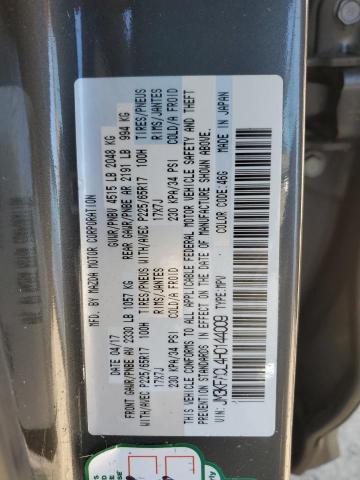 MFD. BY MAZDA MOTOR CORPORATION
DATE: 04/17 GVWR/PNBV 4515 LB 2048 KG
FRONT GAWR/PNBE AV 2330 LB 1057 KG REAR GAWR/PNBE AR 2191 LB 994 KG
WITH/AVEC P225/65R17 100H TIRES/PNEUS WITH/AVEC P225/65R17 100H TIRES/PNEUS
17X7J RIMS/JANTES 17X7J RIMS/JANTES
230 KPA/34 PSI COLD/A FROID 230 KPA/34 PSI COLD/A FROID
THIS VEHICLE CONFORMS TO ALL APPLICABLE FEDERAL MOTOR VEHICLE SAFETY AND THEFT
PREVENTION STANDARDS IN EFFECT ON THE DATE OF MANUFACTURE SHOWN ABOVE.
VIN: JM3KFACL4H0144009 TYPE:MPV COLOR CODE:46G MADE IN JAPAN